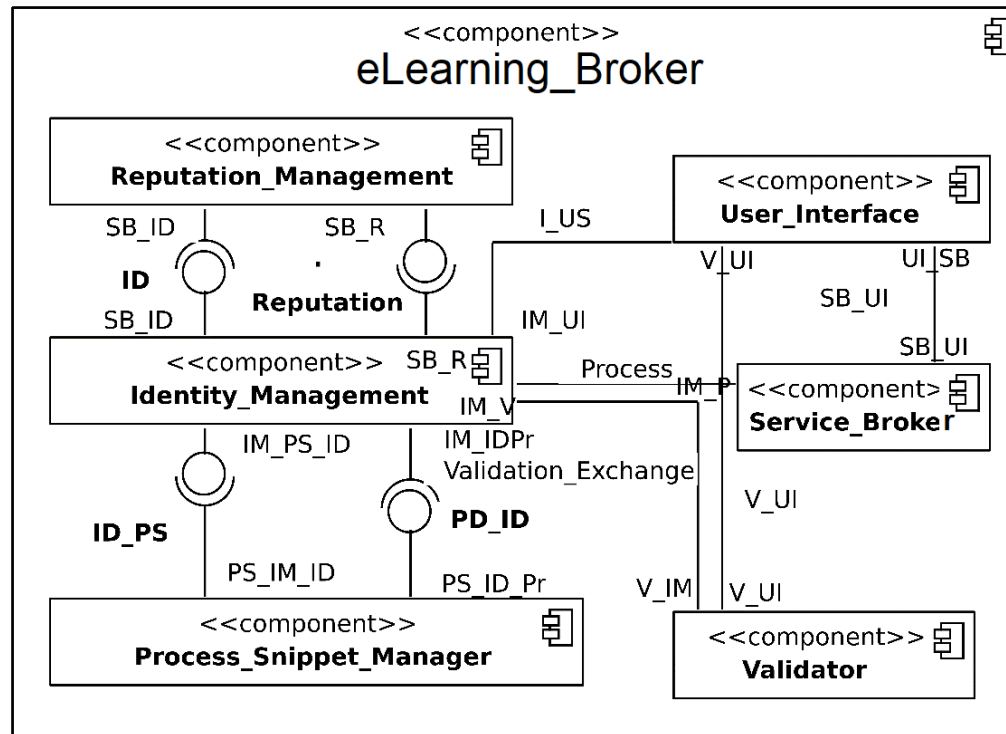 <<component>>
eLearning_Broker
<<component>>
Reputation_Management
<<component>>
User_Interface
SB_ID
SB_R
I_US
V_UI
UI_SB
ID
Reputation
SB_UI
SB_ID
IM_UI
SB_UI
<<component>>
Identity_Management
SB_R
Process
IM_P
<<component>
Service_Broker
IM_V
IM_PS_ID
IM_IDPr
Validation_Exchange
ID_PS
PD_ID
V_UI
PS_IM_ID
PS_ID_Pr
V_IM
V_UI
<<component>>
Process_Snippet_Manager
<<component>>
Validator